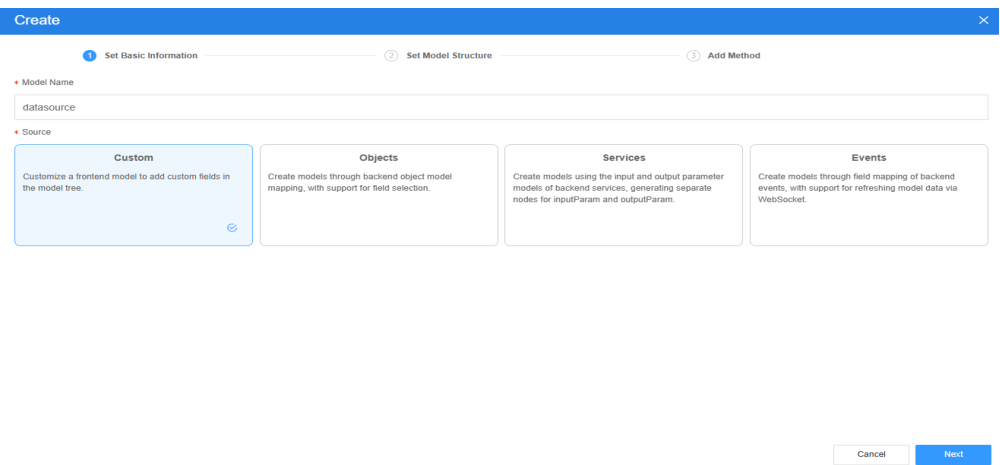 Create
1 Set Basic Information
2 Set Model Structure
3 Add Method
* Model Name
datasource
* Source
Custom
Customize a frontend model to add custom fields in
the model tree.
Objects
Create models through backend object model
mapping, with support for field selection.
Services
Create models using the input and output parameter
models of backend services, generating separate
nodes for inputParam and outputParam.
Events
Create models through field mapping of backend
events, with support for refreshing model data via
WebSocket.
Cancel
Next